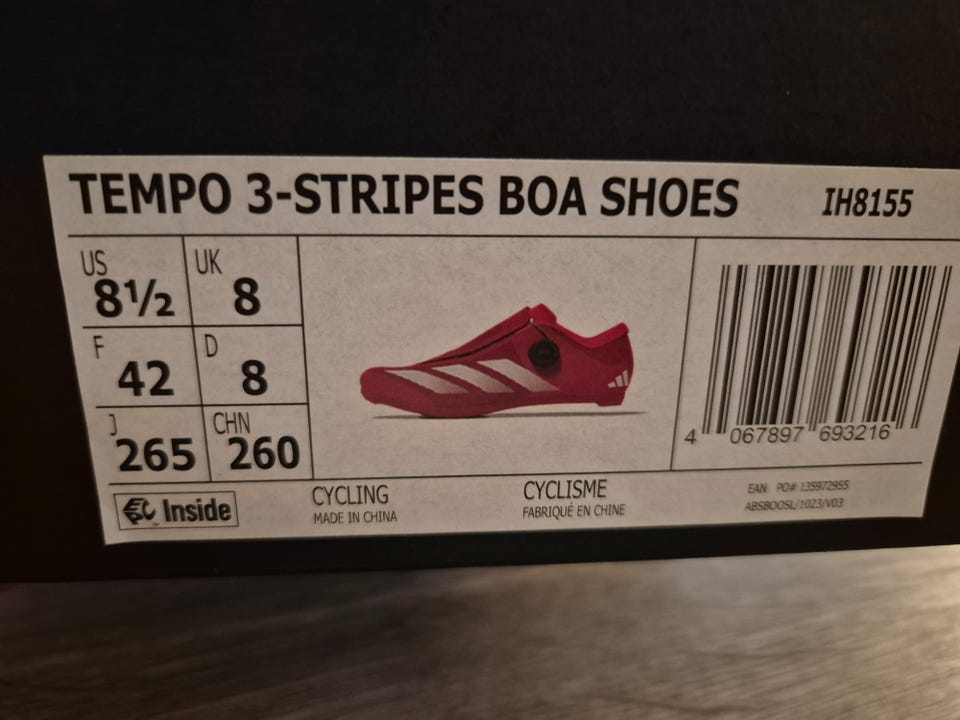 TEMPO 3-STRIPES BOA SHOES IH8155
US 8½ UK 8
F 42 D 8
J 265 CHN 260
4 067897 693216
Inside
CYCLING CYCLISME
MADE IN CHINA FABRIQUÉ EN CHINE
EAN PO# 135972955
ABSBOOSL/1023/V03